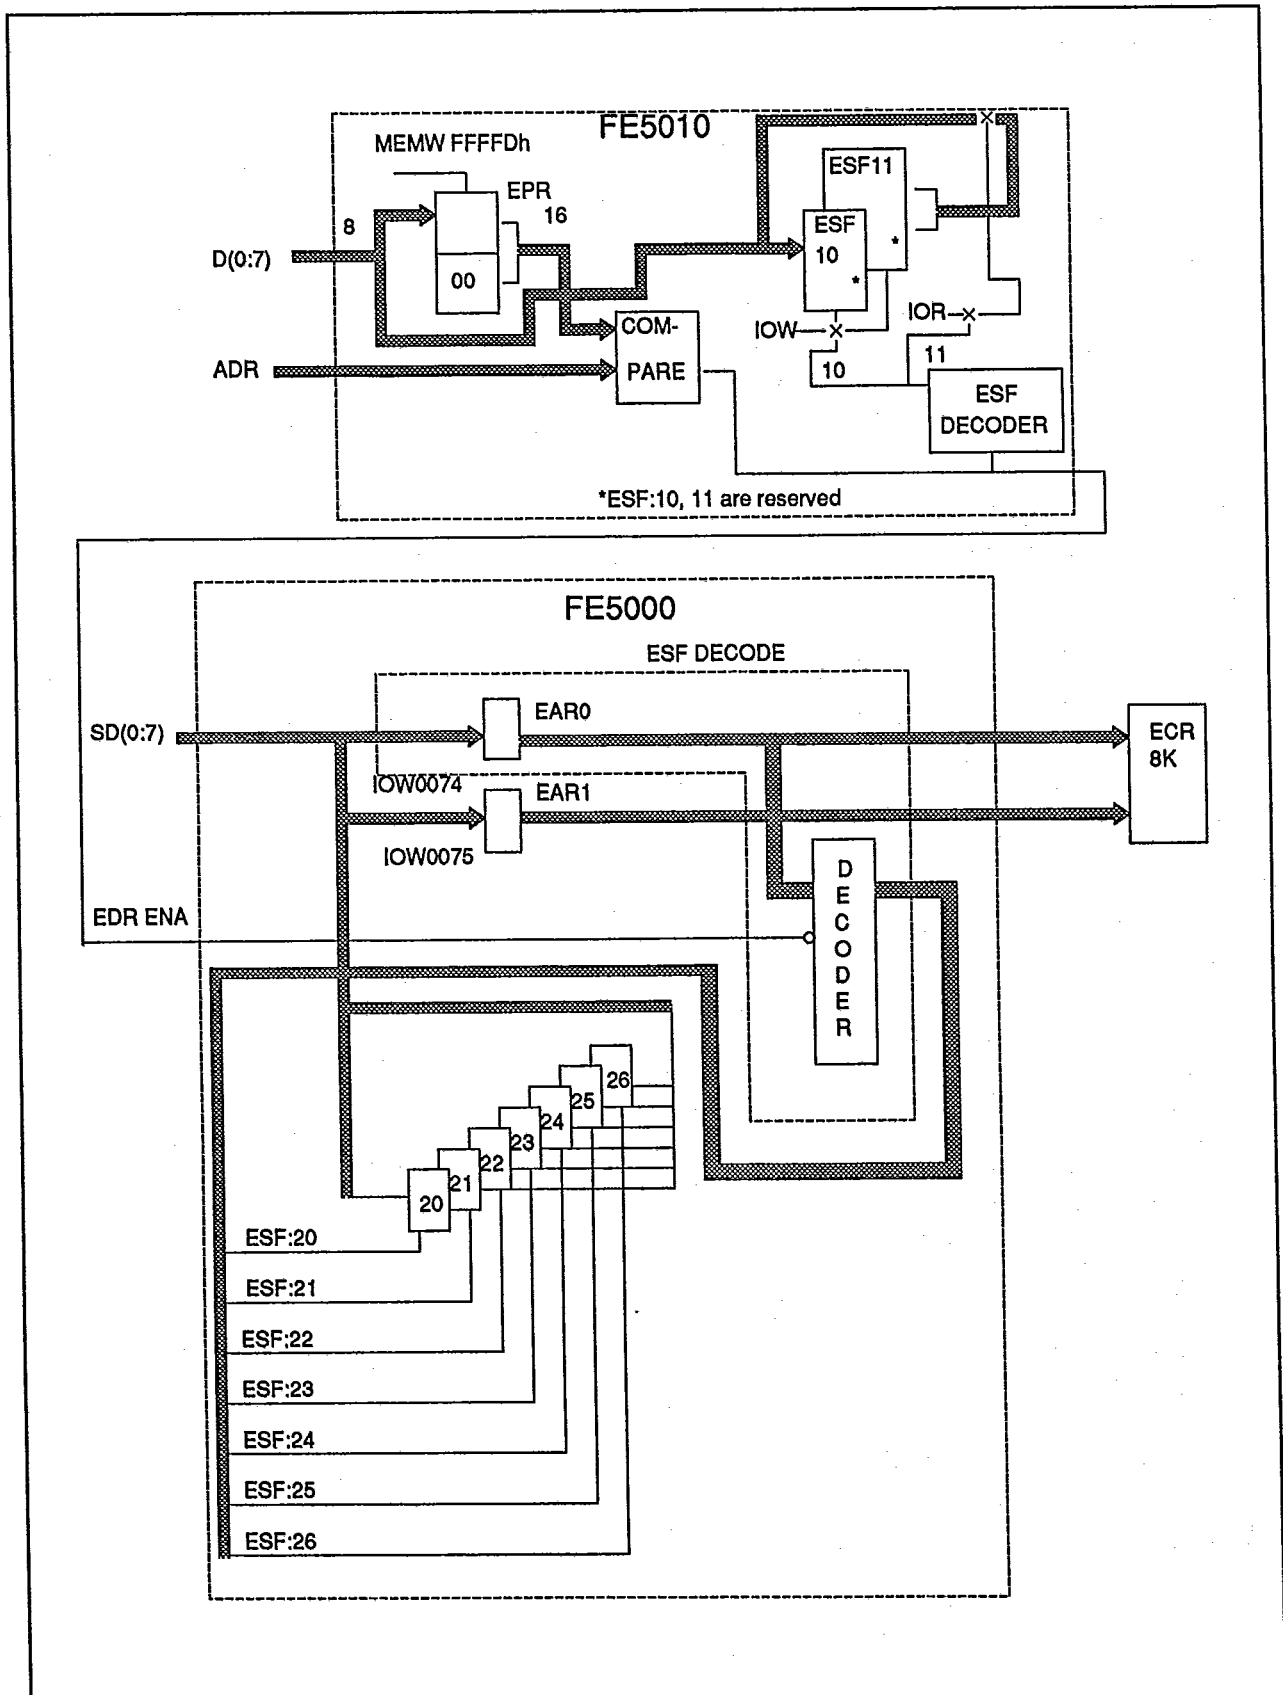 FE5010
MEMW FFFFDh
EPR
16
8
D(0:7)
00
ESF11
*
ESF
10
*
COM-
PARE
ADR
IOW
IOR
10
11
ESF
DECODER
*ESF:10, 11 are reserved
FE5000
ESF DECODE
SD(0:7)
EAR0
ECR
8K
IOW0074
EAR1
IOW0075
EDR ENA
D
E
C
O
D
E
R
26
25
24
23
22
21
20
ESF:20
ESF:21
ESF:22
ESF:23
ESF:24
ESF:25
ESF:26